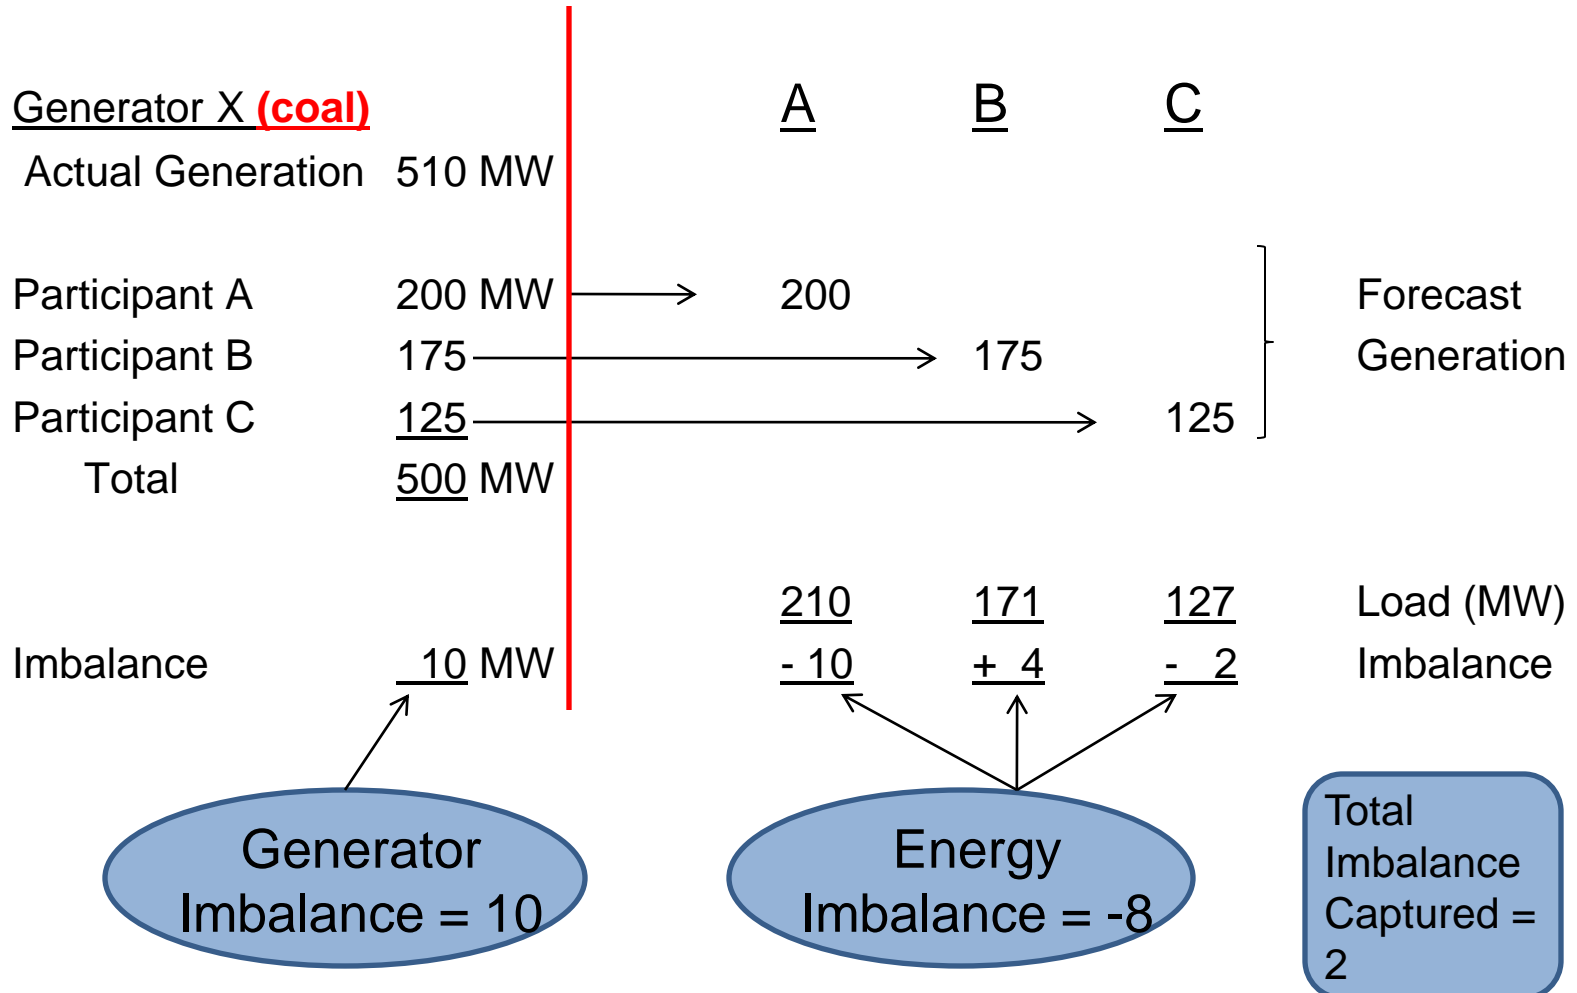 Generator X (coal) A B C
Actual Generation 510 MW
Participant A 200 MW 200 Forecast
Participant B 175 175 Generation
Participant C 125 125
Total 500 MW
210 171 127 Load (MW)
Imbalance 10 MW - 10 + 4 - 2 Imbalance
Generator
Imbalance = 10
Energy
Imbalance = -8
Total
Imbalance
Captured =
2